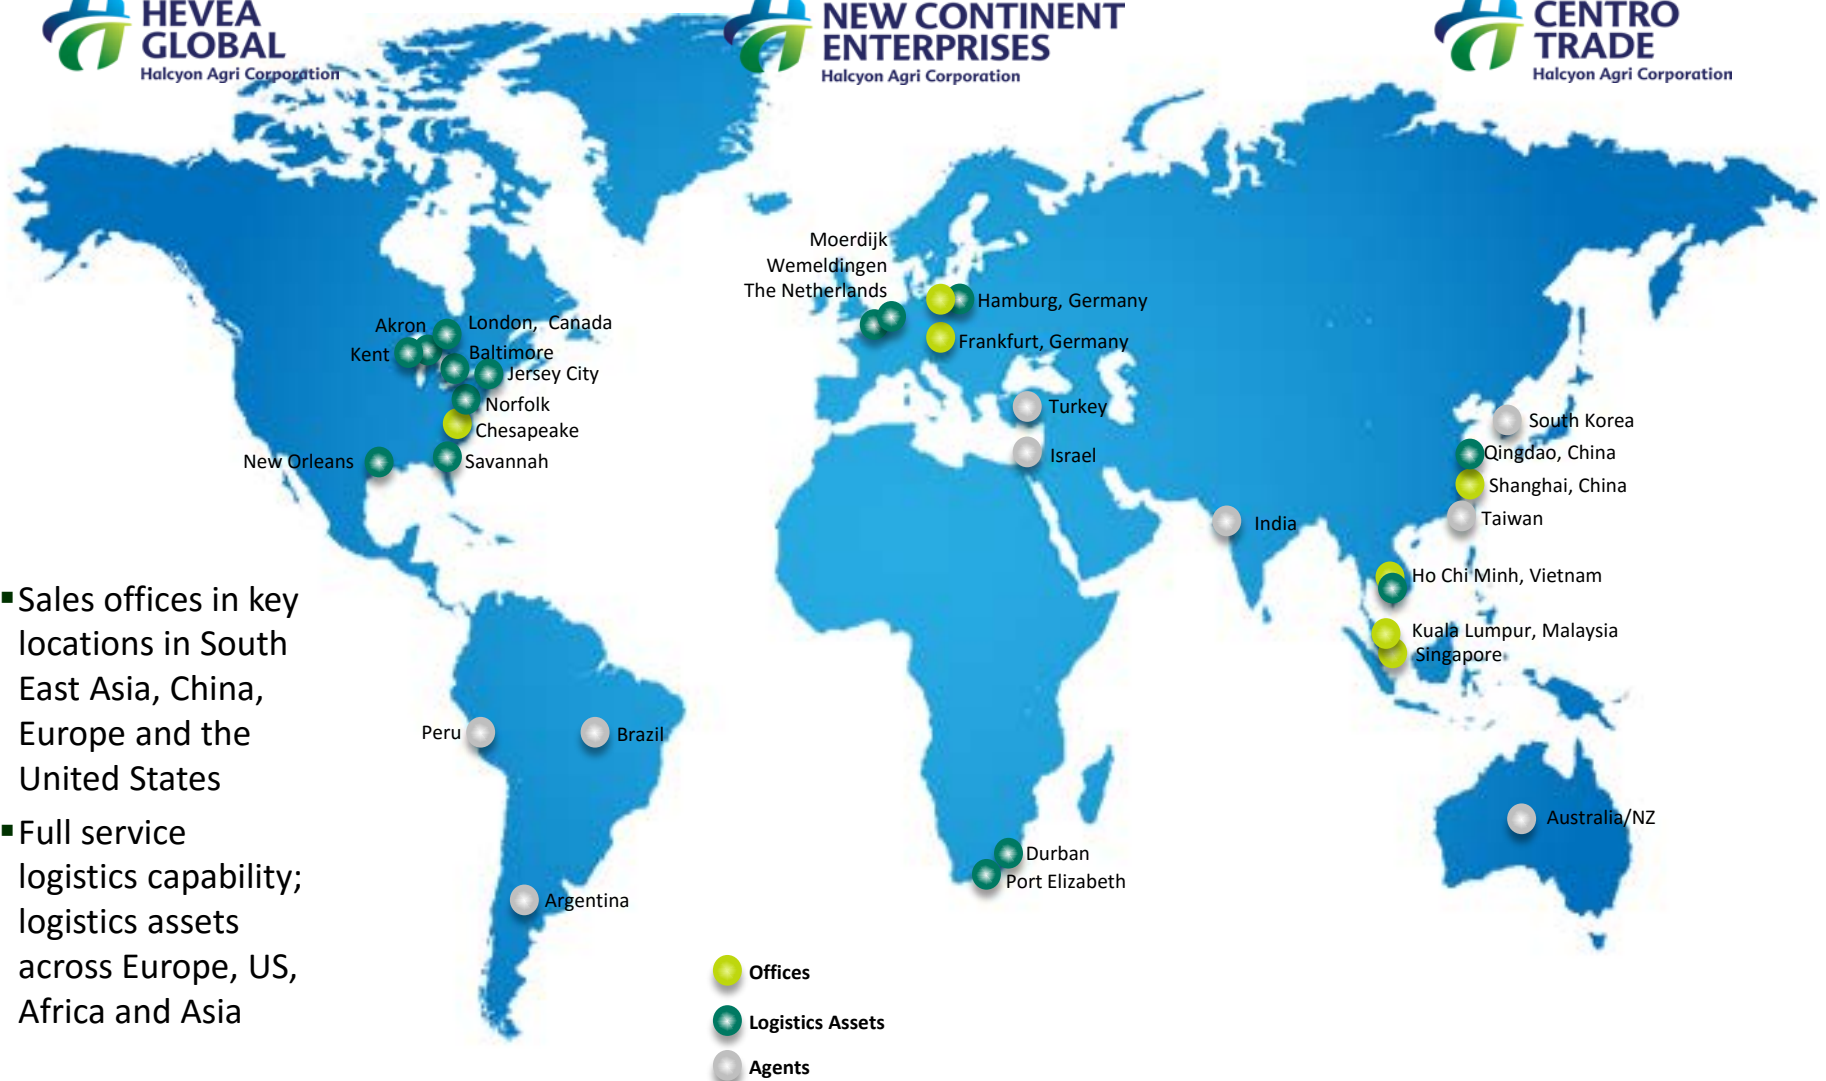 HEVEA
GLOBAL
Halcyon Agri Corporation
NEW CONTINENT
ENTERPRISES
Halcyon Agri Corporation
CENTRO
TRADE
Halcyon Agri Corporation
Moerdijk
Wemeldingen
The Netherlands
Hamburg, Germany
Frankfurt, Germany
Akron
London, Canada
Kent
Baltimore
Jersey City
Norfolk
Chesapeake
New Orleans
Savannah
Turkey
Israel
India
South Korea
Qingdao, China
Shanghai, China
Taiwan
Ho Chi Minh, Vietnam
Kuala Lumpur, Malaysia
Singapore
▪Sales offices in key
locations in South
East Asia, China,
Europe and the
United States
▪Full service
logistics capability;
logistics assets
across Europe, US,
Africa and Asia
Peru
Brazil
Argentina
Durban
Port Elizabeth
Australia/NZ
Offices
Logistics Assets
Agents